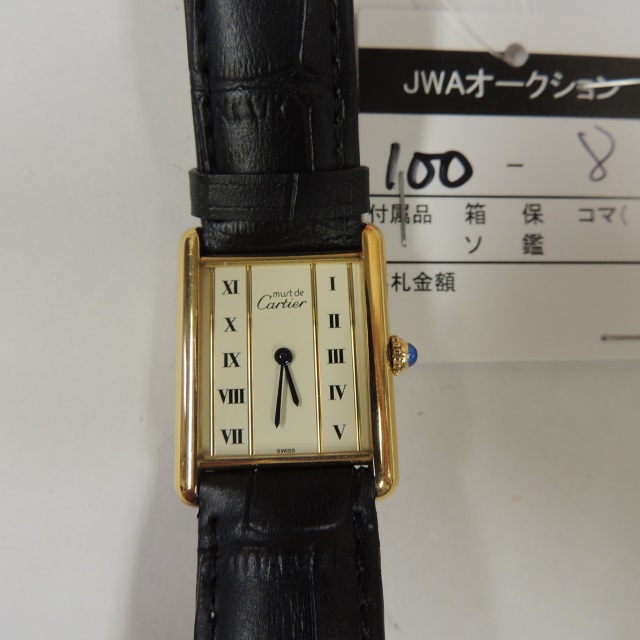 JWAオークション
100 - 8
付属品 箱 保 コマ(
ソ 鑑
札金額
must de
Cartier
XI I
X II
IX III
VIII IV
VII V
SWISS